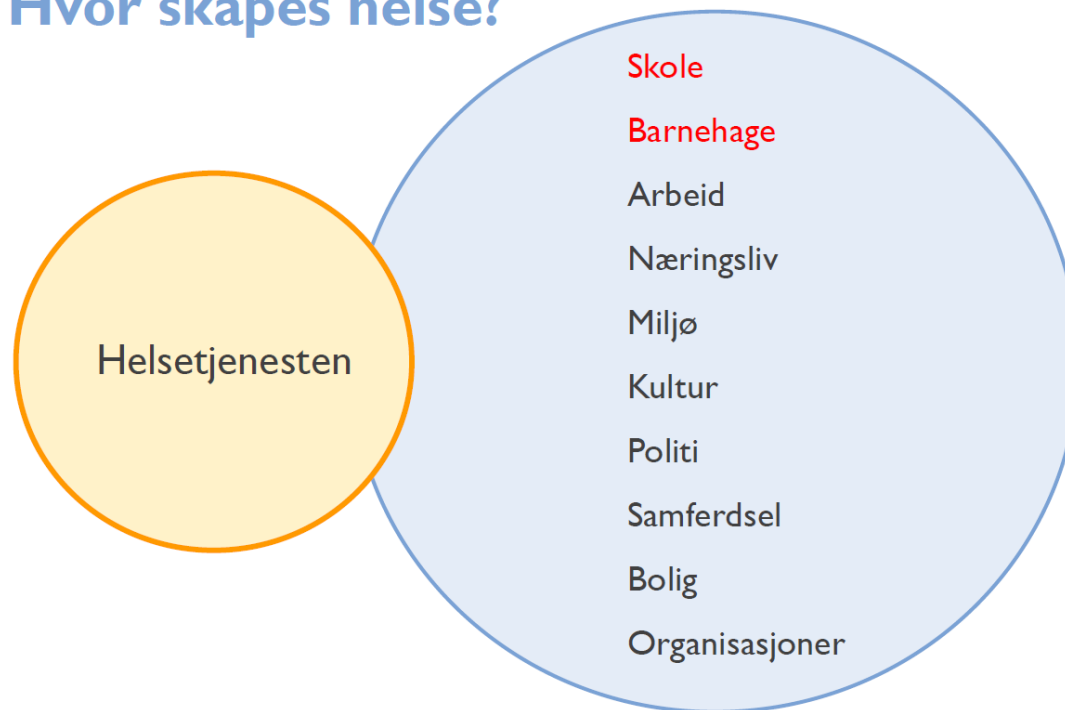 Hvor skapes helse?
Skole
Barnehage
Arbeid
Næringsliv
Miljø
Kultur
Politi
Samferdsel
Bolig
Organisasjoner
Helsetjenesten